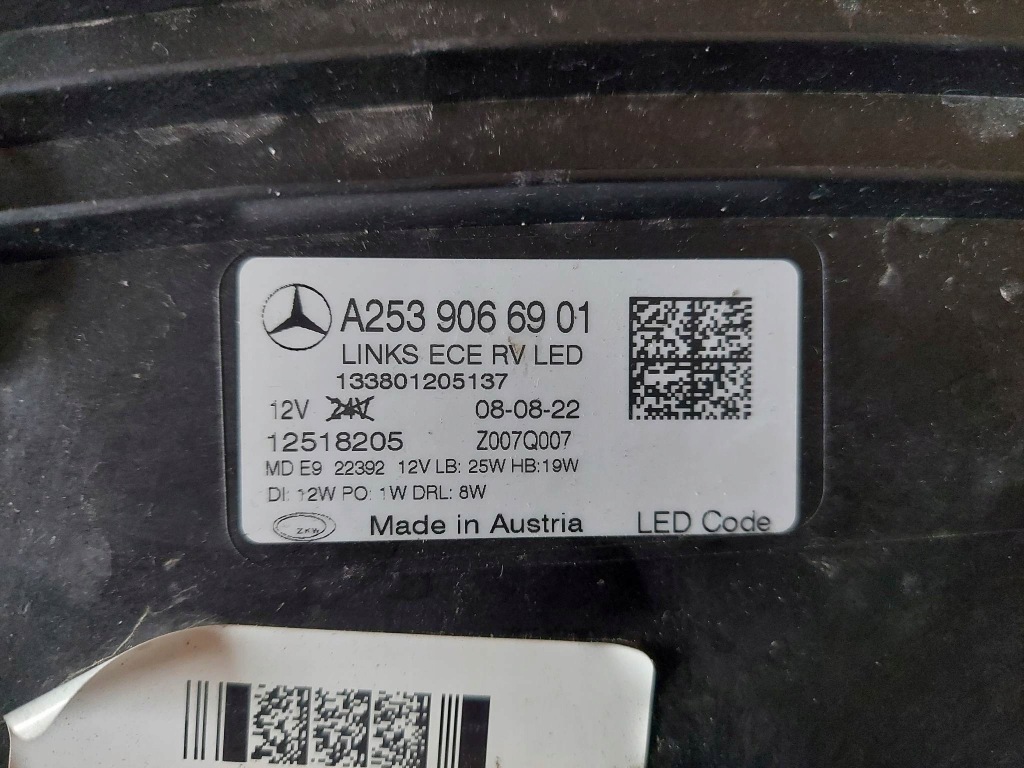 A253 906 69 01
LINKS ECE RV LED
133801205137
12V 24V 08-08-22
12518205 Z007Q007
MD E9 22392 12V LB: 25W HB:19W
DI: 12W PO: 1W DRL: 8W
ZKW Made in Austria LED Code